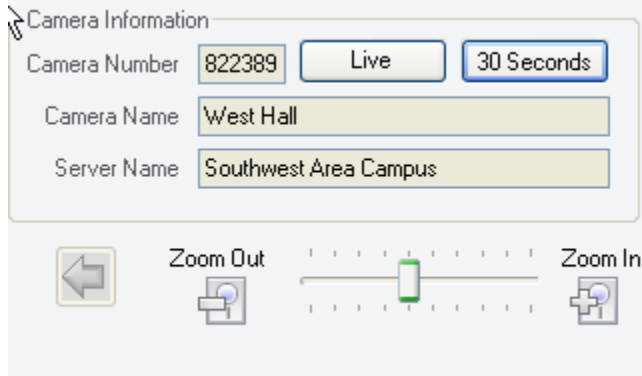 Camera Information
Camera Number 822389 Live 30 Seconds
Camera Name West Hall
Server Name Southwest Area Campus
Zoom Out Zoom In